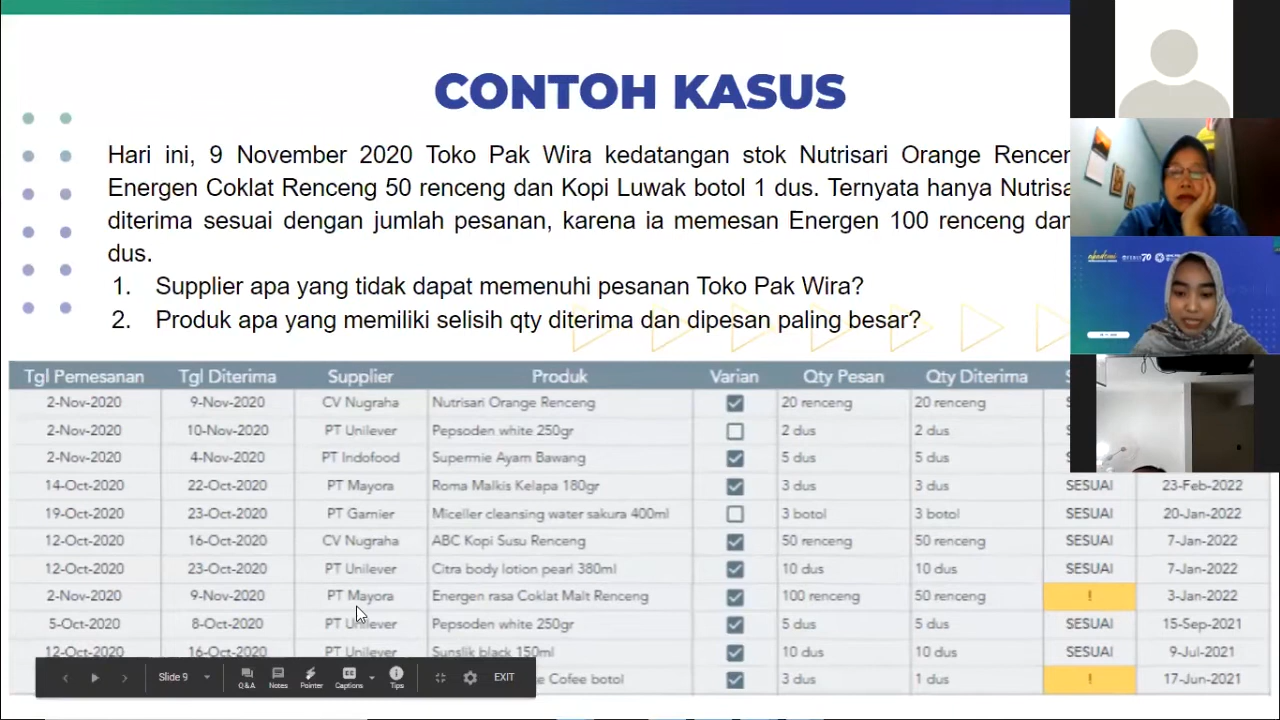 CONTOH KASUS
Hari ini, 9 November 2020 Toko Pak Wira kedatangan stok Nutrisari Orange Rencen
Energen Coklat Renceng 50 renceng dan Kopi Luwak botol 1 dus. Ternyata hanya Nutrisa
diterima sesuai dengan jumlah pesanan, karena ia memesan Energen 100 renceng dan
dus.
1. Supplier apa yang tidak dapat memenuhi pesanan Toko Pak Wira?
2. Produk apa yang memiliki selisih qty diterima dan dipesan paling besar?
Tgl Pemesanan Tgl Diterima Supplier Produk Varian Qty Pesan Qty Diterima
2-Nov-2020 9-Nov-2020 CV Nugraha Nutrisari Orange Renceng 20 renceng 20 renceng
2-Nov-2020 10-Nov-2020 PT Unilever Pepsoden white 250gr 2 dus 2 dus
2-Nov-2020 4-Nov-2020 PT Indofood Supermie Ayam Bawang 5 dus 5 dus
14-Oct-2020 22-Oct-2020 PT Mayora Roma Malkis Kelapa 180gr 3 dus 3 dus SESUAI 23-Feb-2022
19-Oct-2020 23-Oct-2020 PT Garnier Miceller cleansing water sakura 400ml 3 botol 3 botol SESUAI 20-Jan-2022
12-Oct-2020 16-Oct-2020 CV Nugraha ABC Kopi Susu Renceng 50 renceng 50 renceng SESUAI 7-Jan-2022
12-Oct-2020 23-Oct-2020 PT Unilever Citra body lotion pearl 380ml 10 dus 10 dus SESUAI 7-Jan-2022
2-Nov-2020 9-Nov-2020 PT Mayora Energen rasa Coklat Malt Renceng 100 renceng 50 renceng ! 3-Jan-2022
5-Oct-2020 8-Oct-2020 PT Unilever Pepsoden white 250gr 5 dus 5 dus SESUAI 15-Sep-2021
12-Oct-2020 16-Oct-2020 PT Unilever Sunslik black 150ml 10 dus 10 dus SESUAI 9-Jul-2021
Cofee botol 3 dus 1 dus ! 17-Jun-2021
Slide 9 Q&A Notes Pointer Captions Tips EXIT